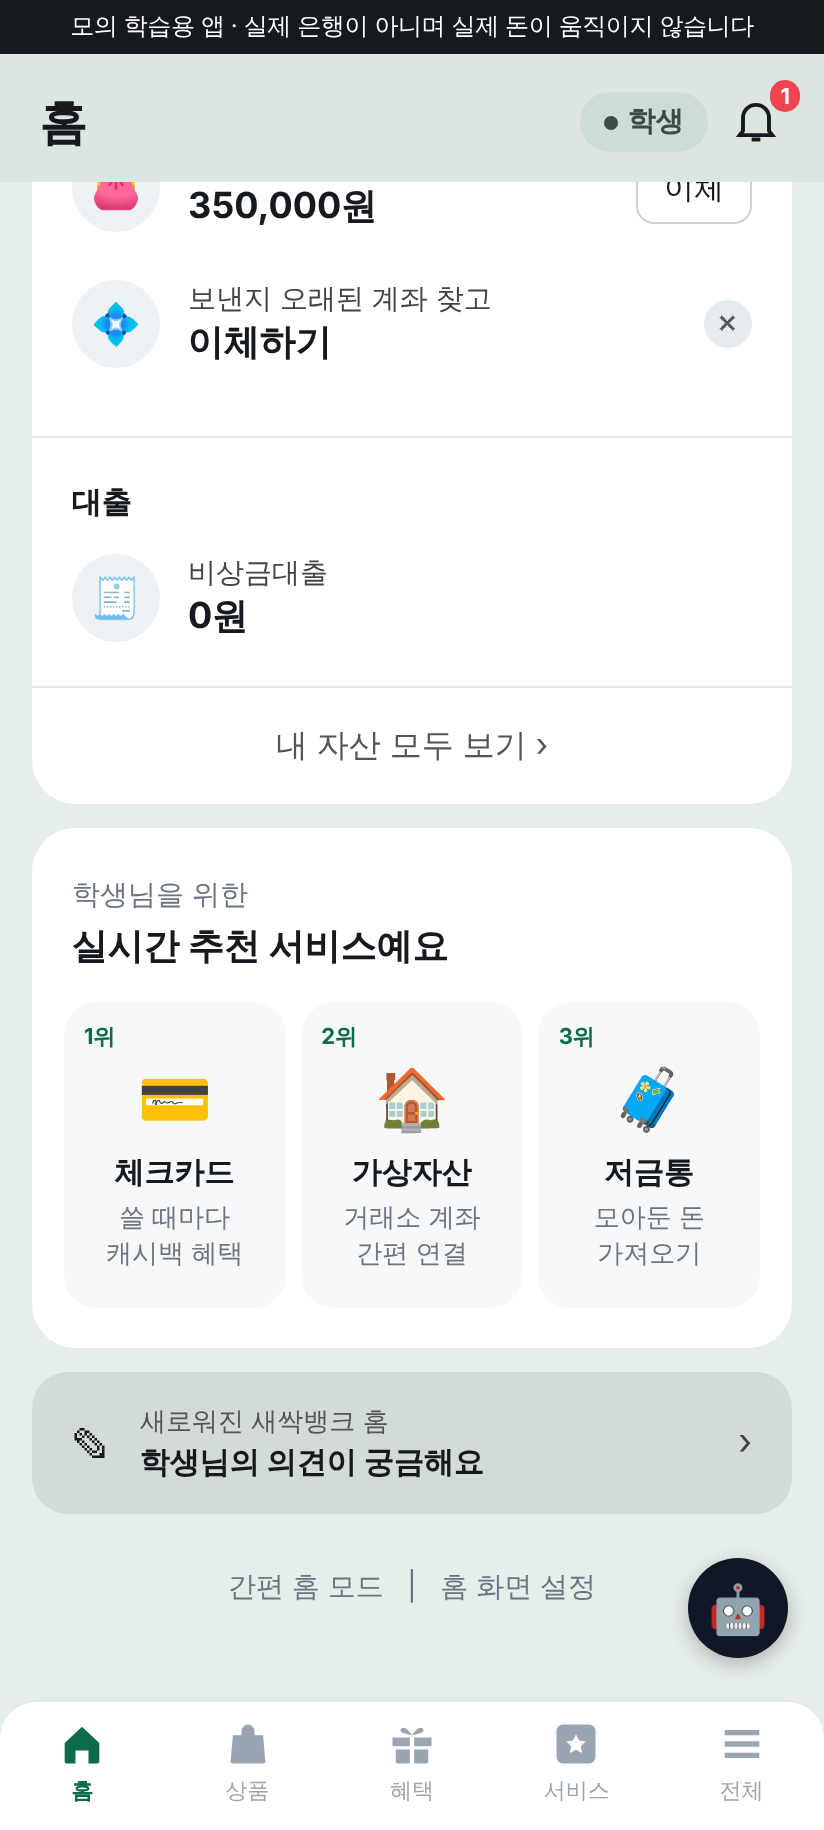 모의 학습용 앱 · 실제 은행이 아니며 실제 돈이 움직이지 않습니다
홈
● 학생
1
350,000원
이체
보낸지 오래된 계좌 찾고
이체하기
✕
대출
비상금대출
0원
내 자산 모두 보기 ›
학생님을 위한
실시간 추천 서비스예요
1위
체크카드
쓸 때마다
캐시백 혜택
2위
가상자산
거래소 계좌
간편 연결
3위
저금통
모아둔 돈
가져오기
새로워진 새싹뱅크 홈
학생님의 의견이 궁금해요
›
간편 홈 모드 | 홈 화면 설정
홈
상품
혜택
서비스
전체